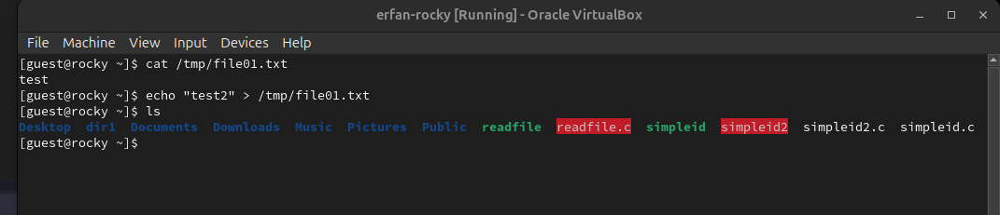 erfan-rocky [Running] - Oracle VirtualBox
File Machine View Input Devices Help
[guest@rocky ~]$ cat /tmp/file01.txt
test
[guest@rocky ~]$ echo "test2" > /tmp/file01.txt
[guest@rocky ~]$ ls
Desktop  dir1  Documents  Downloads  Music  Pictures  Public  readfile  readfile.c  simpleid  simpleid2  simpleid2.c  simpleid.c
[guest@rocky ~]$